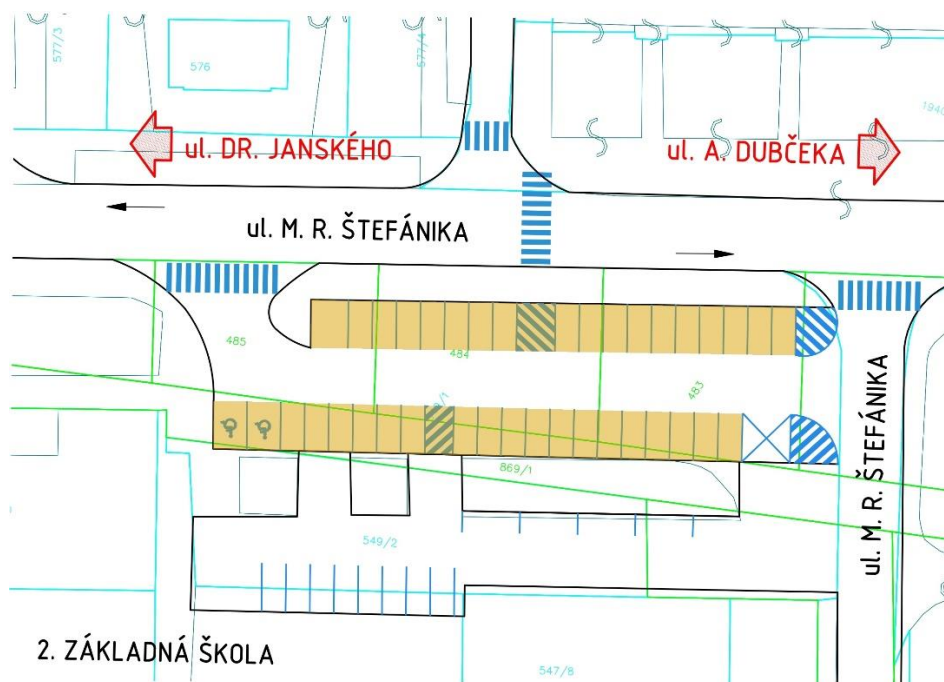 577/3
576
577/4
1940
ul. DR. JANSKÉHO
ul. A. DUBČEKA
ul. M. R. ŠTEFÁNIKA
485
484
483
869/1
ul. M. R. ŠTEFÁNIKA
549/2
2. ZÁKLADNÁ ŠKOLA
547/8